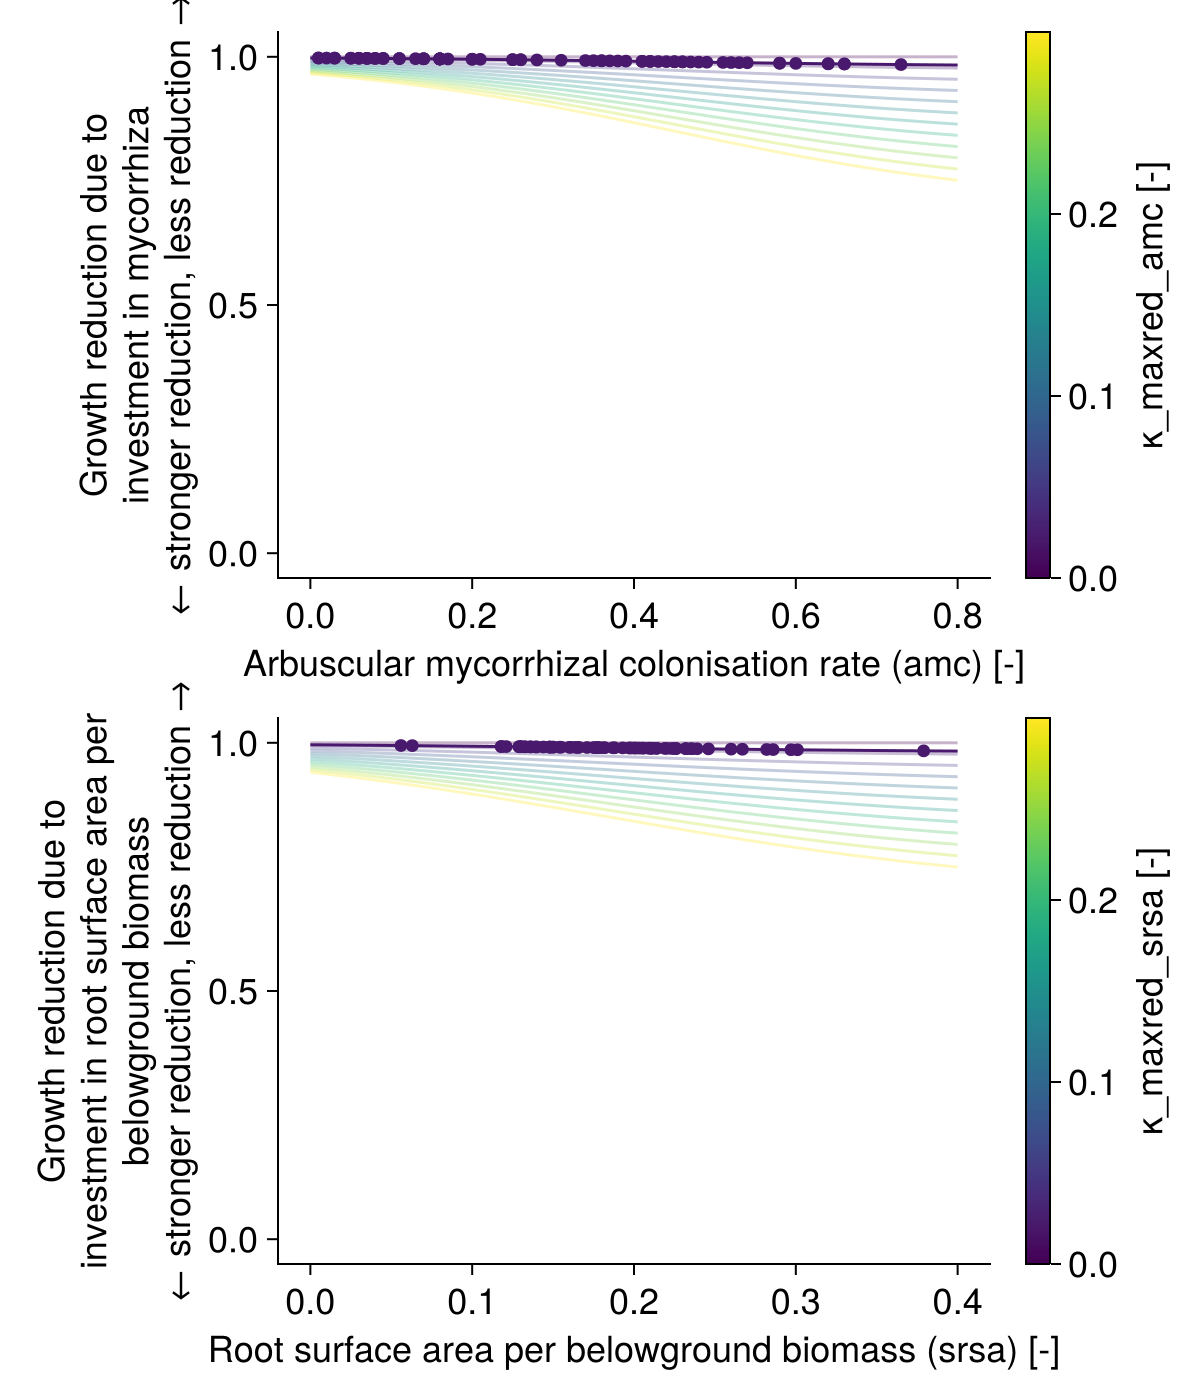 Growth reduction due to
investment in mycorrhiza
← stronger reduction, less reduction →
1.0
0.5
0.0
0.0 0.2 0.4 0.6 0.8
Arbuscular mycorrhizal colonisation rate (amc) [-]
0.2
0.1
0.0
κ_maxred_amc [-]
Growth reduction due to
investment in root surface area per
belowground biomass
← stronger reduction, less reduction →
1.0
0.5
0.0
0.0 0.1 0.2 0.3 0.4
Root surface area per belowground biomass (srsa) [-]
0.2
0.1
0.0
κ_maxred_srsa [-]